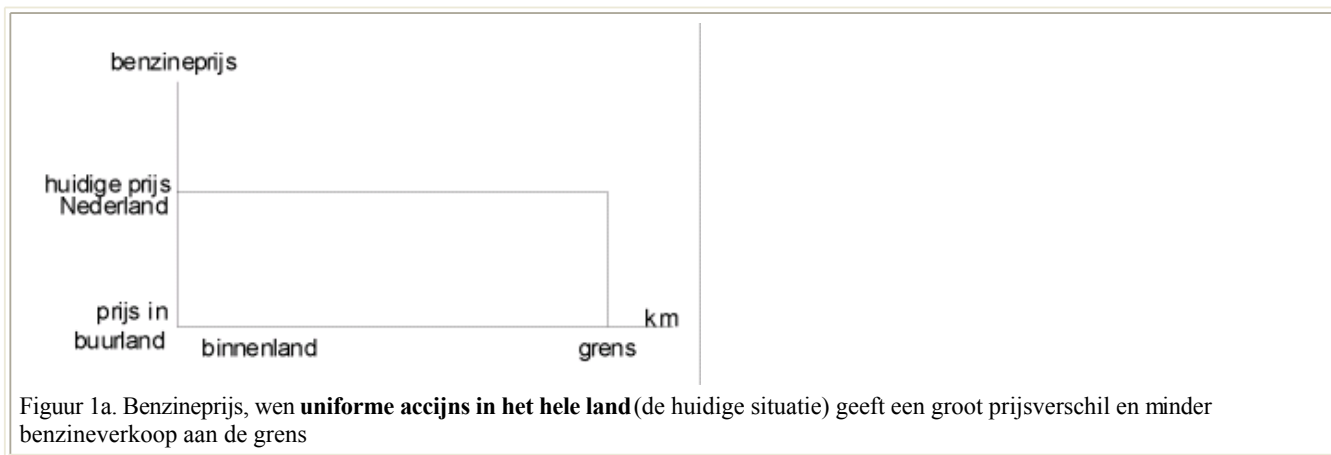 benzineprijs
huidige prijs
Nederland
prijs in
buurland
km
binnenland
grens
Figuur 1a. Benzineprijs, wen uniforme accijns in het hele land (de huidige situatie) geeft een groot prijsverschil en minder
benzineverkoop aan de grens